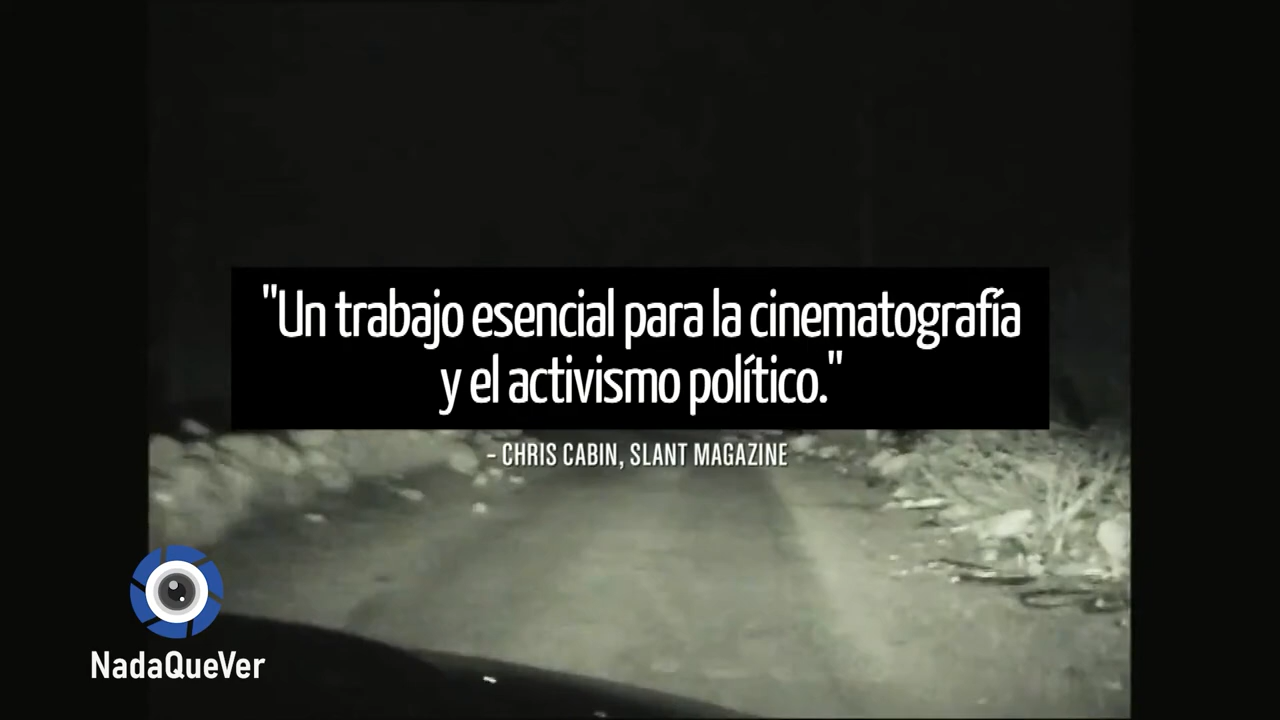 "Un trabajo esencial para la cinematografía
y el activismo político."
– CHRIS CABIN, SLANT MAGAZINE
NadaQueVer